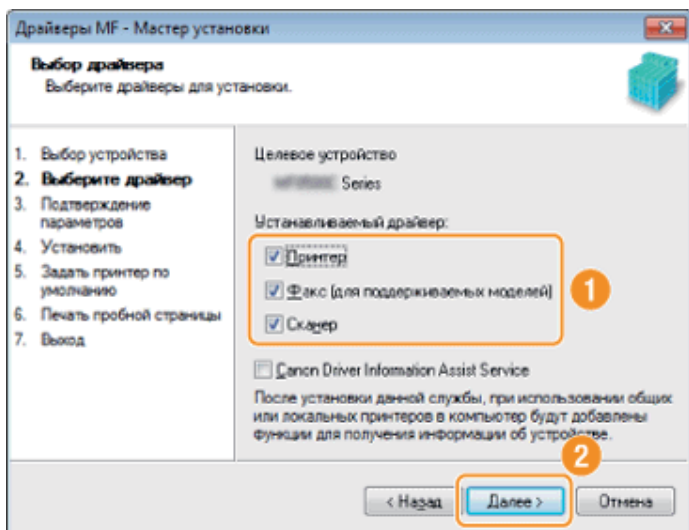 Драйверы MF - Мастер установки
Выбор драйвера
Выберите драйверы для установки.
1. Выбор устройства
2. Выберите драйвер
3. Подтверждение
параметров
4. Установить
5. Задать принтер по
умолчанию
6. Печать пробной страницы
7. Выход
Целевое устройство
Series
Устанавливаемый драйвер:
Принтер
Факс (для поддерживаемых моделей)
Сканер
1
Canon Driver Information Assist Service
После установки данной службы, при использовании общих
или локальных принтеров в компьютер будут добавлены
функции для получения информации об устройстве.
2
< Назад
Далее >
Отмена